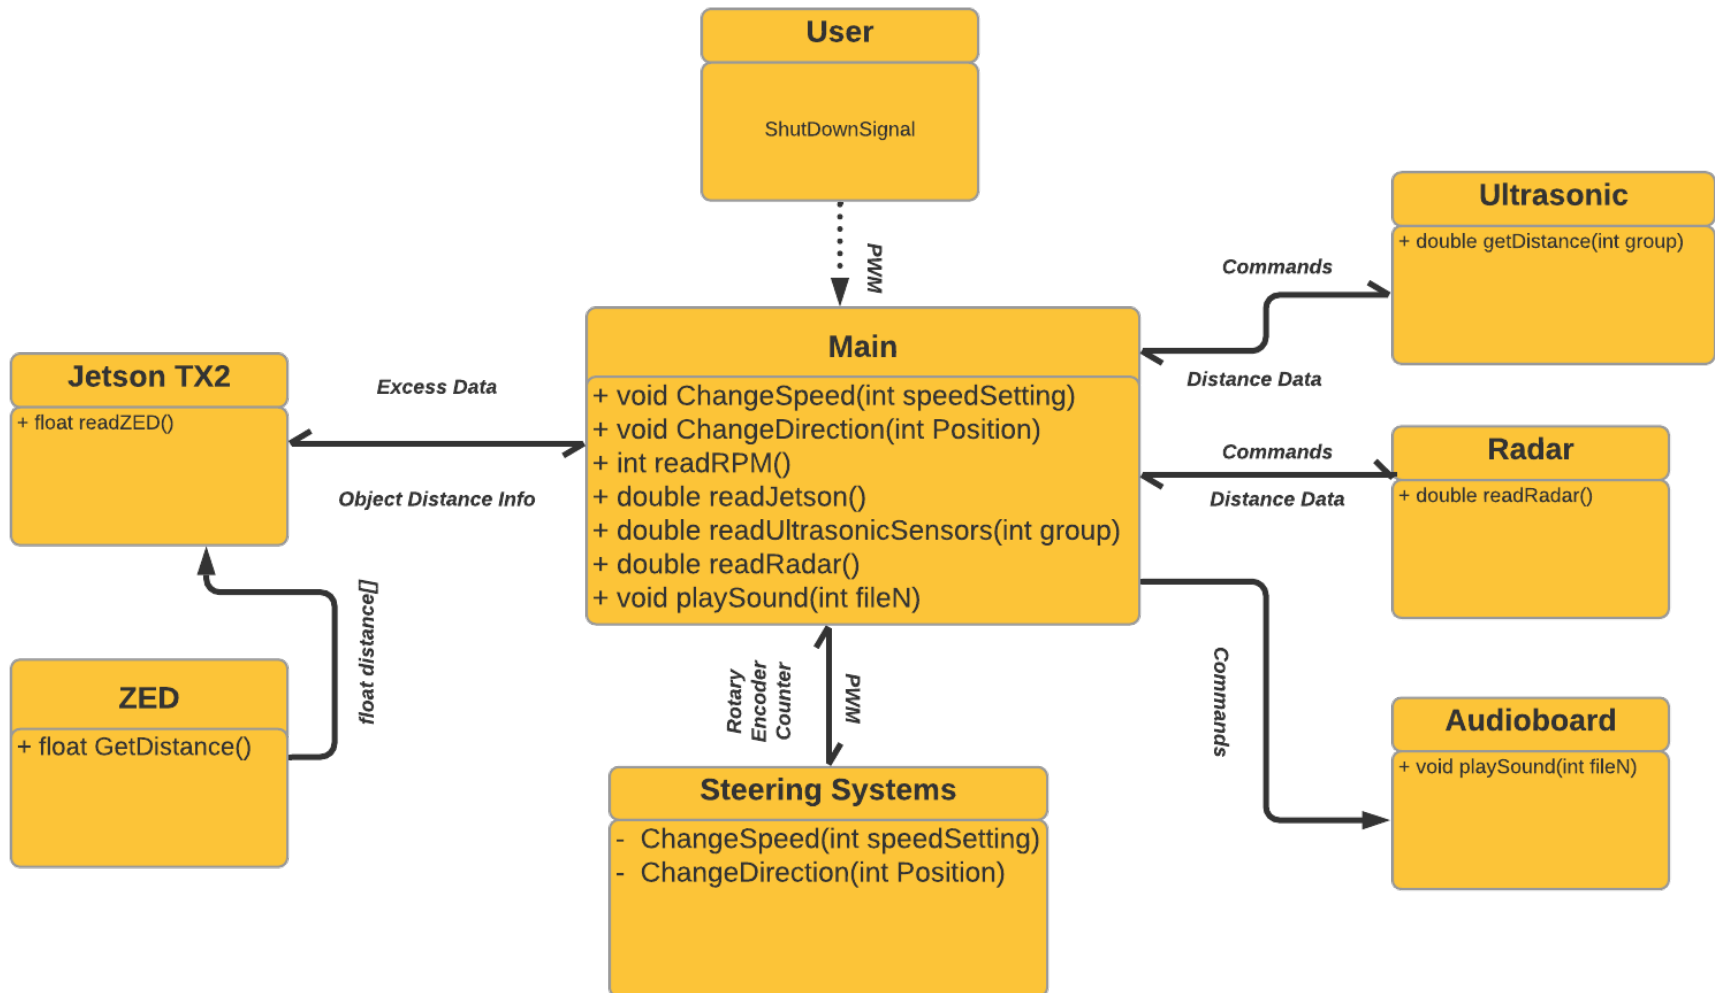 User
ShutDownSignal
PWM
Ultrasonic
+ double getDistance(int group)
Commands
Distance Data
Main
+ void ChangeSpeed(int speedSetting)
+ void ChangeDirection(int Position)
+ int readRPM()
+ double readJetson()
+ double readUltrasonicSensors(int group)
+ double readRadar()
+ void playSound(int fileN)
Jetson TX2
+ float readZED()
Excess Data
Object Distance Info
Radar
+ double readRadar()
Commands
Distance Data
float distance[]
ZED
+ float GetDistance()
Rotary
Encoder
Counter
PWM
Commands
Audioboard
+ void playSound(int fileN)
Steering Systems
- ChangeSpeed(int speedSetting)
- ChangeDirection(int Position)